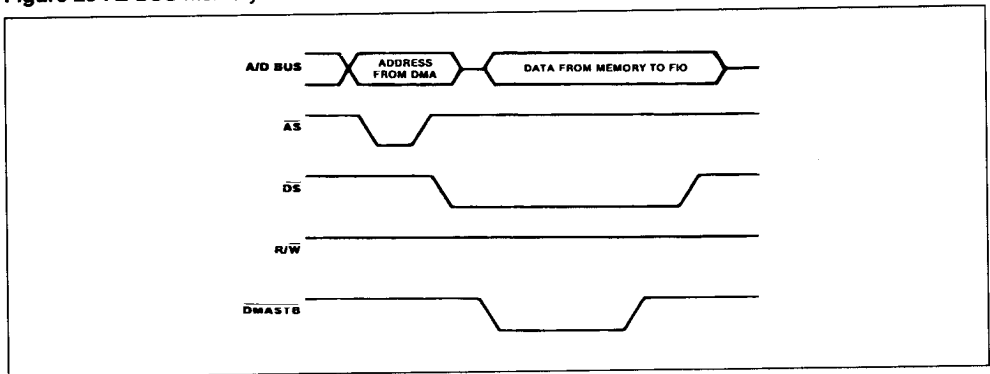 A/D BUS
ADDRESS
FROM DMA
DATA FROM MEMORY TO FIO
AS
DS
R/W
DMASTB